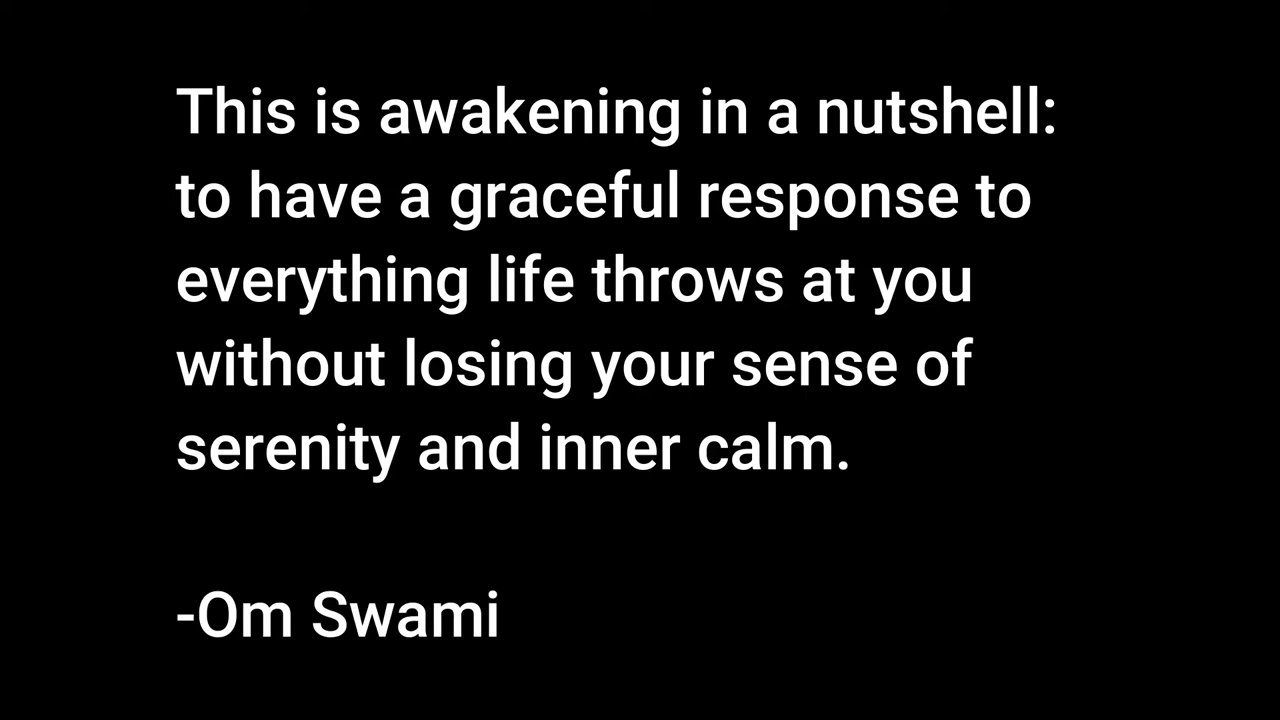 This is awakening in a nutshell:
to have a graceful response to
everything life throws at you
without losing your sense of
serenity and inner calm.
-Om Swami